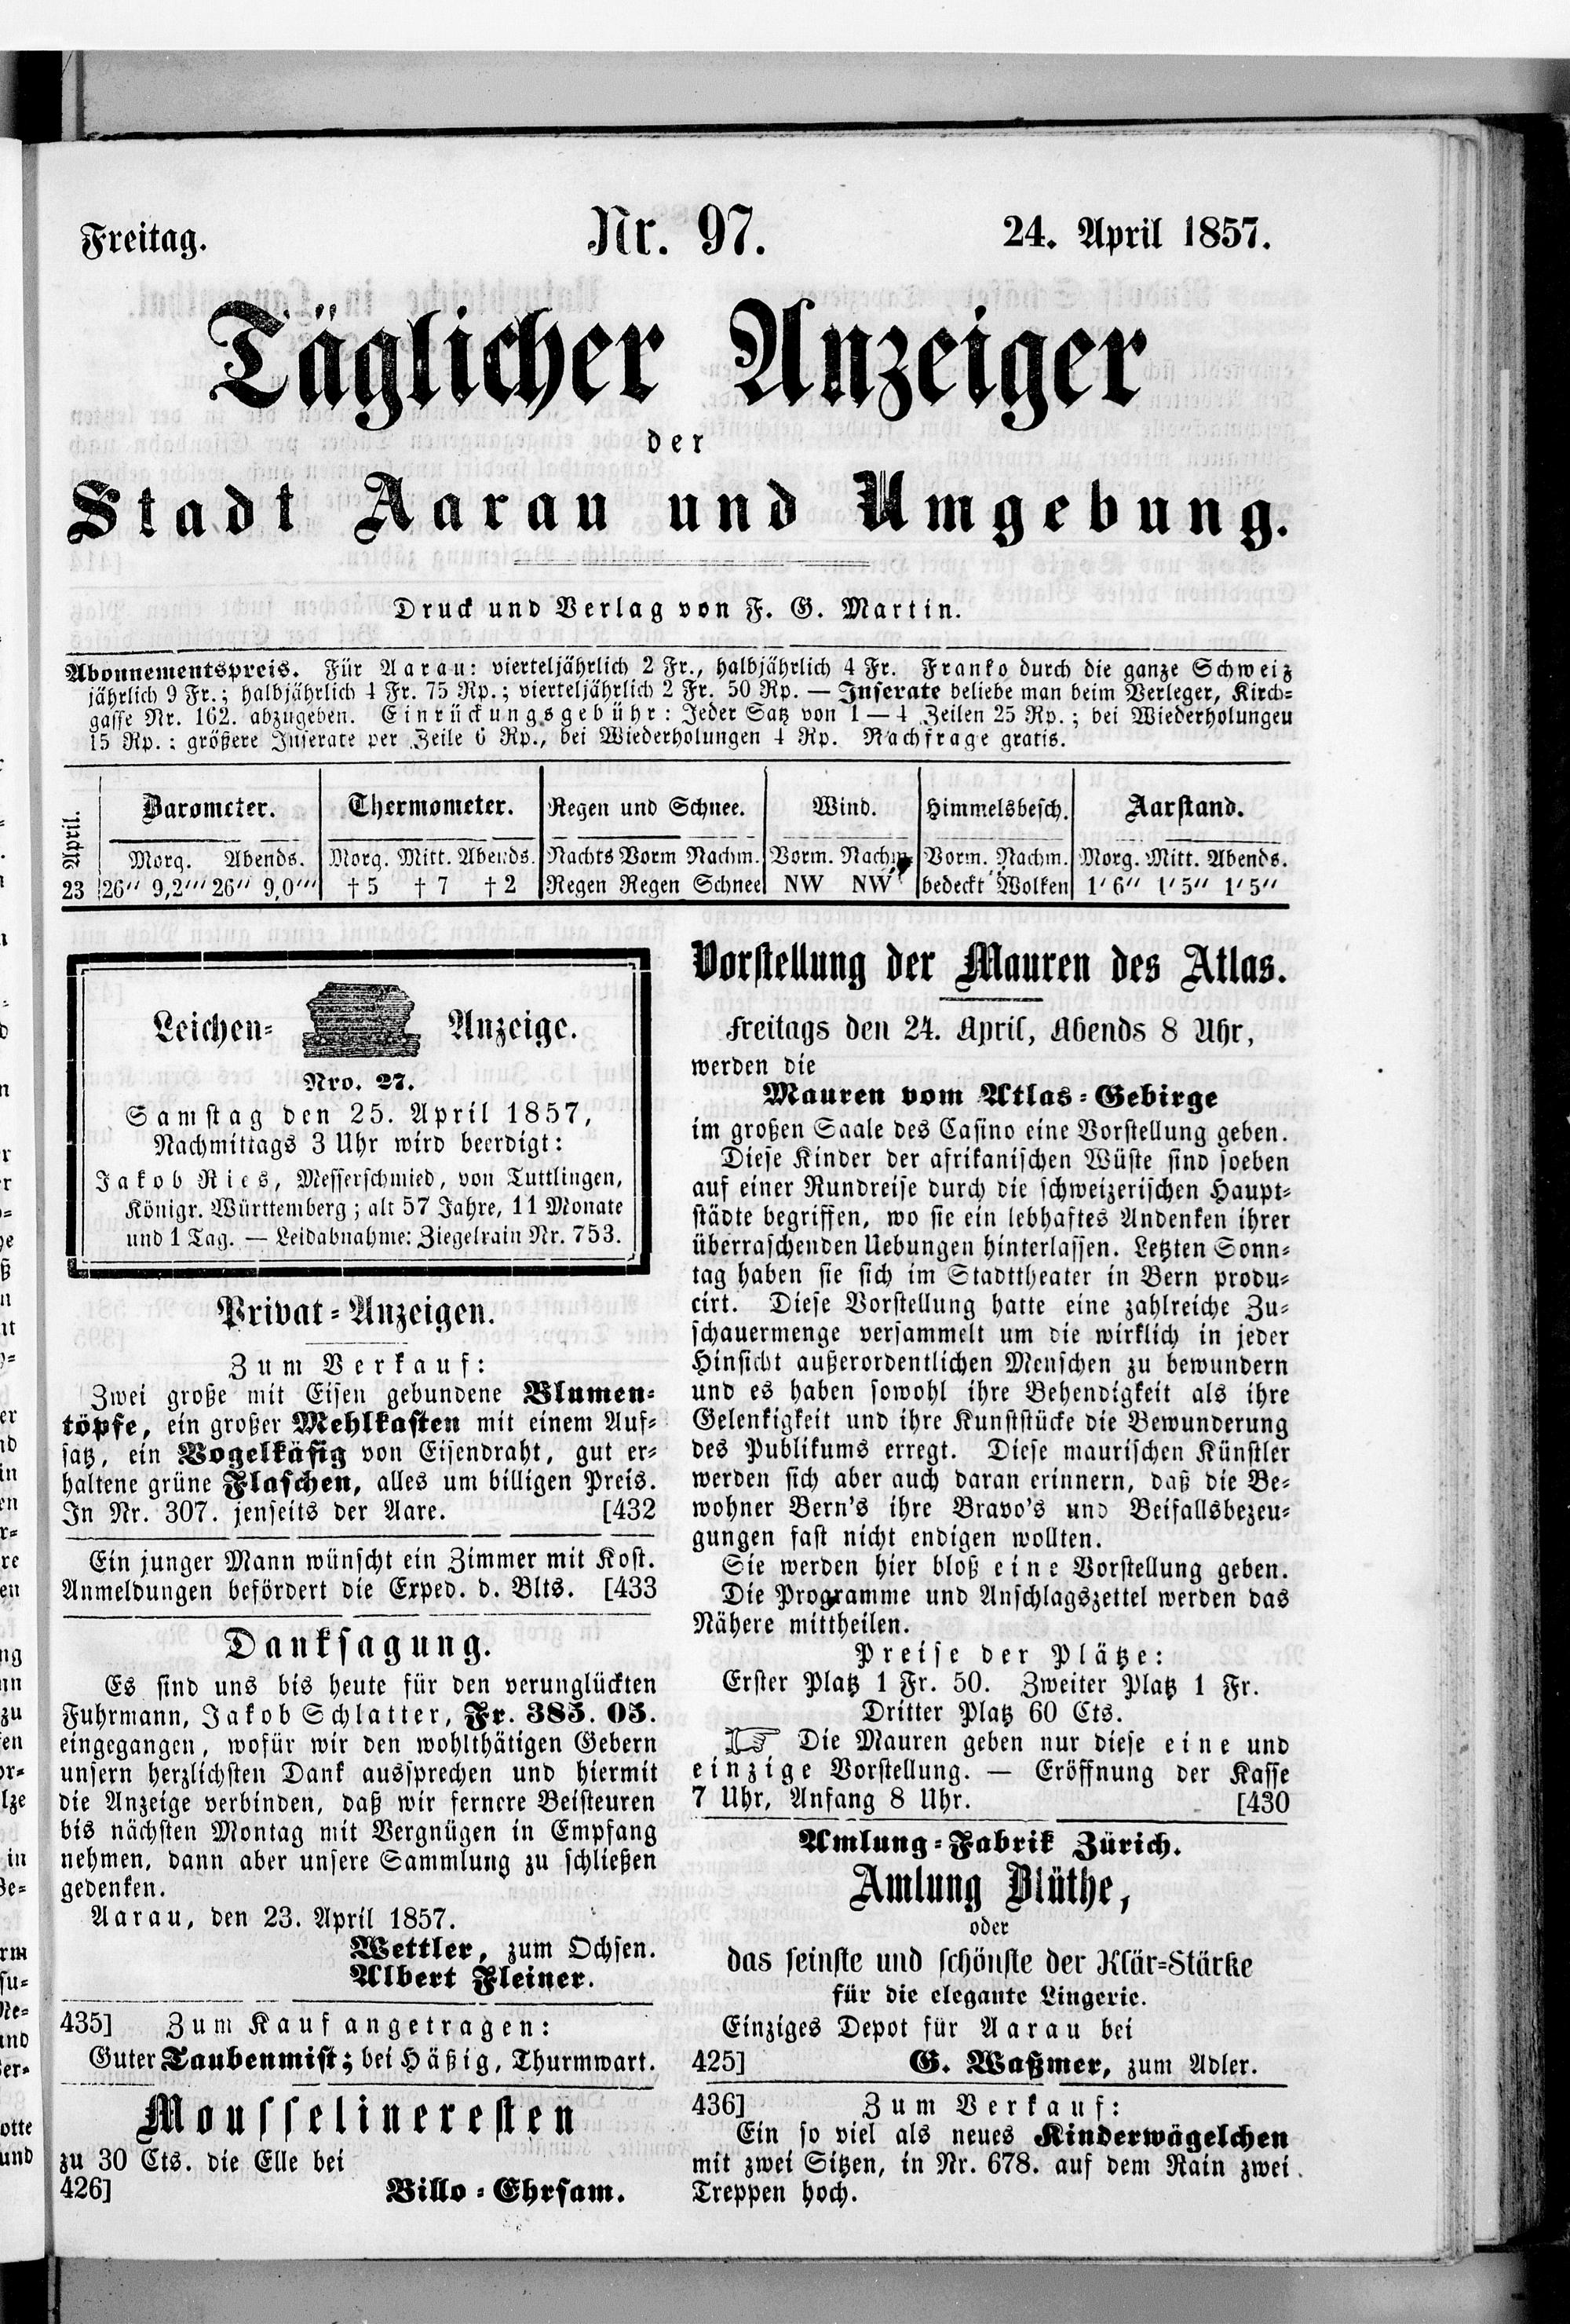 Freitag. Nr. 97. 24. April 1857.
Täglicher Anzeiger
der
Stadt Aarau und Umgebung.
Druck und Verlag von F. G. Martin.
Abonnementspreis. Für Aarau: vierteljährlich 2 Fr., halbjährlich 4 Fr. Franko durch die ganze Schweiz
jährlich 9 Fr.; halbjährlich 4 Fr. 75 Rp.; vierteljährlich 2 Fr. 50 Rp. — Inserate beliebe man beim Verleger, Kirch-
gasse Nr. 162. abzugeben. Einrückungsgebühr: Jeder Satz von 1 — 4 Zeilen 25 Rp.; bei Wiederholungen
15 Rp.: größere Inserate per Zeile 6 Rp., bei Wiederholungen 4 Rp. Nachfrage gratis.
April. Barometer. Thermometer. Regen und Schnee. Wind. Himmelsbesch. Aarstand.
Morg. Abends. Morg. Mitt. Abends. Nachts Vorm Nachm. Vorm. Nachm. Vorm. Nachm. Morg. Mitt. Abends.
23 26″ 9,2‴ 26″ 9,0‴ † 5 † 7 † 2 Regen Regen Schnee NW NW bedeckt Wolken 1′ 6″ 1′ 5″ 1′ 5″
Leichen- Anzeige.
Nro. 27.
Samstag den 25. April 1857,
Nachmittags 3 Uhr wird beerdigt:
Jakob Ries, Messerschmied, von Tuttlingen,
Königr. Württemberg; alt 57 Jahre, 11 Monate
und 1 Tag. — Leidabnahme: Ziegelrain Nr. 753.
Privat-Anzeigen.
Zum Verkauf:
Zwei große mit Eisen gebundene Blumen-
töpfe, ein großer Mehlkasten mit einem Auf-
satz, ein Vogelkäfig von Eisendraht, gut er-
haltene grüne Flaschen, alles um billigen Preis.
In Nr. 307. jenseits der Aare. [432
Ein junger Mann wünscht ein Zimmer mit Kost.
Anmeldungen befördert die Exped. d. Blts. [433
Danksagung.
Es sind uns bis heute für den verunglückten
Fuhrmann, Jakob Schlatter, Fr. 385. 05.
eingegangen, wofür wir den wohlthätigen Gebern
unsern herzlichsten Dank aussprechen und hiermit
die Anzeige verbinden, daß wir fernere Beisteuren
bis nächsten Montag mit Vergnügen in Empfang
nehmen, dann aber unsere Sammlung zu schließen
gedenken.
Aarau, den 23. April 1857.
Wettler, zum Ochsen.
Albert Fleiner.
435] Zum Kauf angetragen:
Guter Taubenmist; bei Häßig, Thurmwart.
Mousselineresten
zu 30 Cts. die Elle bei
426] Billo-Ehrsam.
Vorstellung der Mauren des Atlas.
Freitags den 24. April, Abends 8 Uhr,
werden die
Mauren vom Atlas-Gebirge
im großen Saale des Casino eine Vorstellung geben.
Diese Kinder der afrikanischen Wüste sind soeben
auf einer Rundreise durch die schweizerischen Haupt-
städte begriffen, wo sie ein lebhaftes Andenken ihrer
überraschenden Uebungen hinterlassen. Letzten Sonn-
tag haben sie sich im Stadttheater in Bern produ-
cirt. Diese Vorstellung hatte eine zahlreiche Zu-
schauermenge versammelt um die wirklich in jeder
Hinsicht außerordentlichen Menschen zu bewundern
und es haben sowohl ihre Behendigkeit als ihre
Gelenkigkeit und ihre Kunststücke die Bewunderung
des Publikums erregt. Diese maurischen Künstler
werden sich aber auch daran erinnern, daß die Be-
wohner Bern's ihre Bravo's und Beifallsbezeu-
gungen fast nicht endigen wollten.
Sie werden hier bloß eine Vorstellung geben.
Die Programme und Anschlagszettel werden das
Nähere mittheilen.
Preise der Plätze:
Erster Platz 1 Fr. 50. Zweiter Platz 1 Fr.
Dritter Platz 60 Cts.
☞ Die Mauren geben nur diese eine und
einzige Vorstellung. — Eröffnung der Kasse
7 Uhr, Anfang 8 Uhr. [430
Amlung-Fabrik Zürich.
Amlung Blüthe,
oder
das feinste und schönste der Klär-Stärke
für die elegante Lingerie.
Einziges Depot für Aarau bei
425] G. Waßmer, zum Adler.
436] Zum Verkauf:
Ein so viel als neues Kinderwägelchen
mit zwei Sitzen, in Nr. 678. auf dem Rain zwei
Treppen hoch.